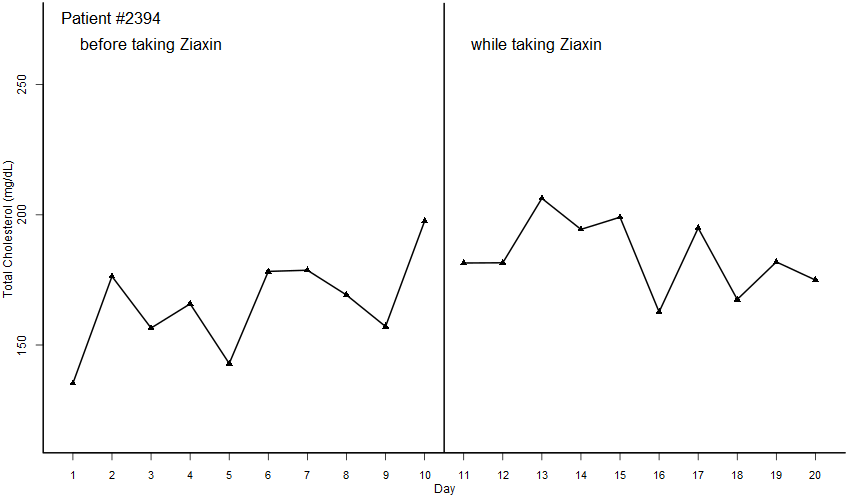 Patient #2394
before taking Ziaxin
while taking Ziaxin
Total Cholesterol (mg/dL)
250
200
150
1 2 3 4 5 6 7 8 9 10 11 12 13 14 15 16 17 18 19 20
Day